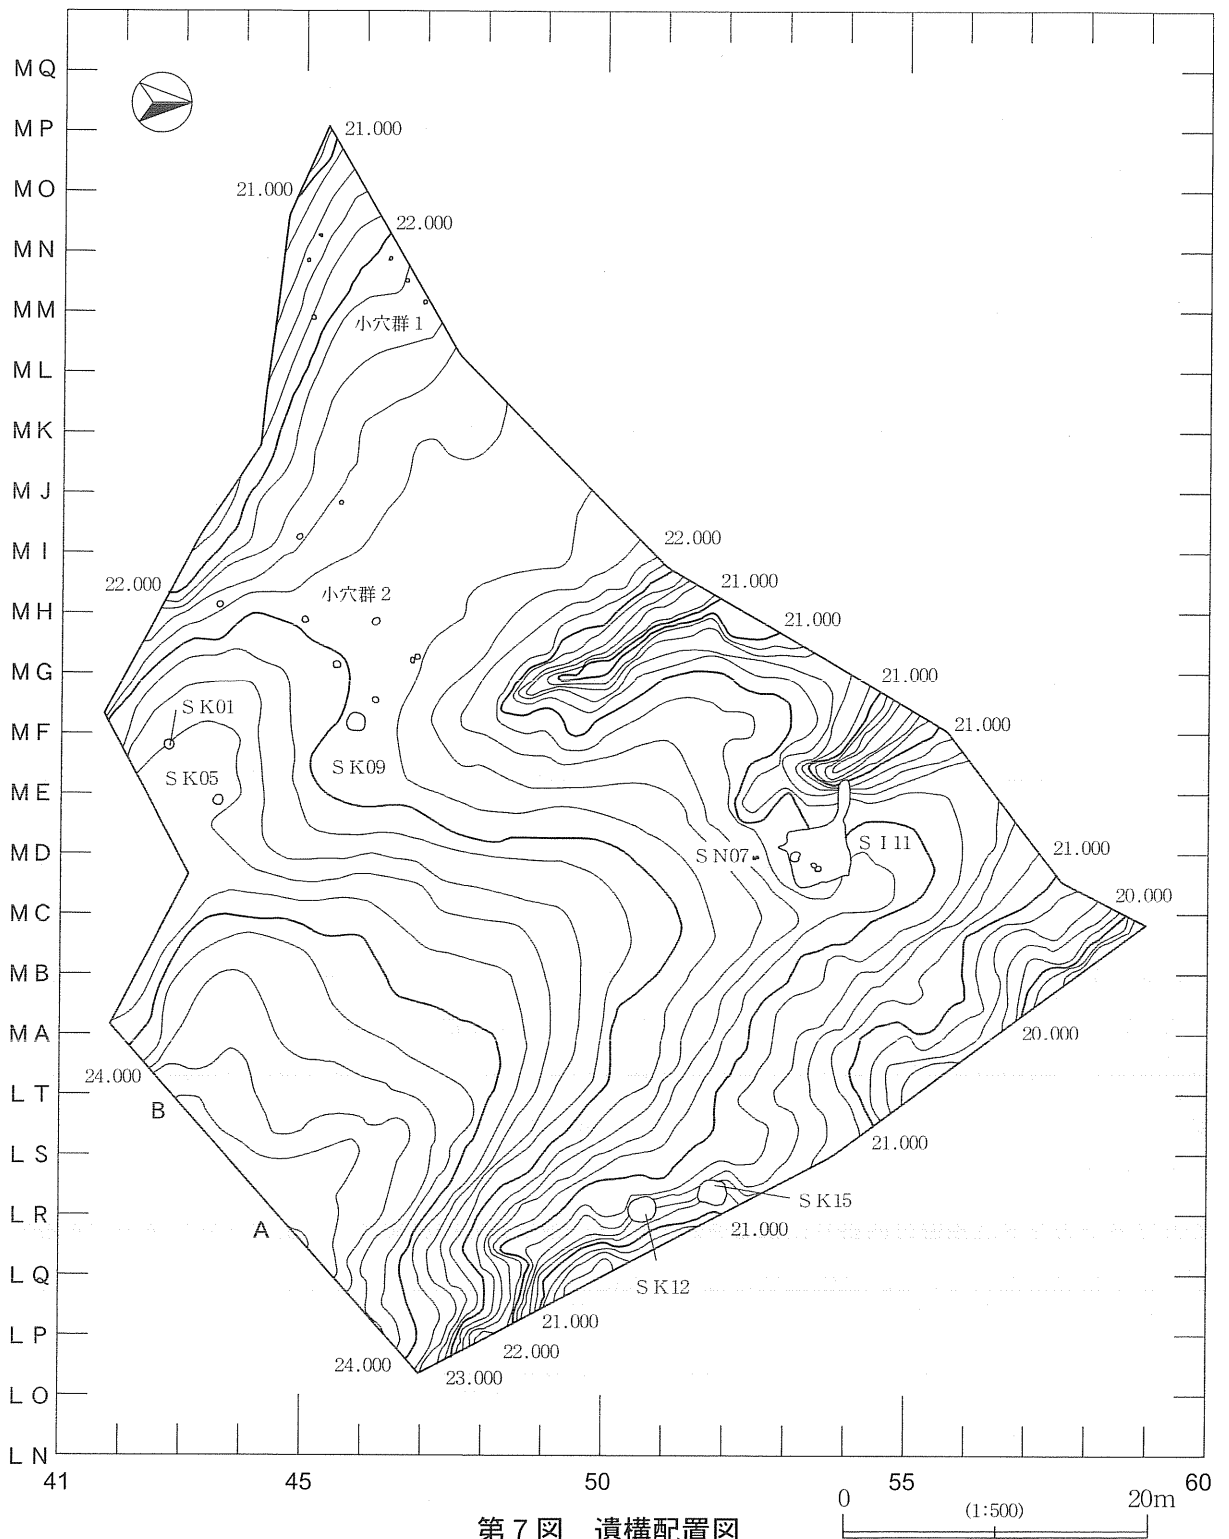 MQ
MP
21.000
MO
21.000
22.000
MN
MM
小穴群1
ML
MK
MJ
MI
22.000
22.000
21.000
MH
小穴群2
21.000
MG
21.000
SK01
21.000
MF
SK09
SK05
ME
SI11
MD
SN07
21.000
20.000
MC
MB
MA
20.000
24.000
LT
B
21.000
LS
SK15
LR
21.000
A
LQ
SK12
21.000
LP
22.000
24.000
23.000
LO
LN
41 45 50 55 60
0 (1:500) 20m
第7図 遺構配置図